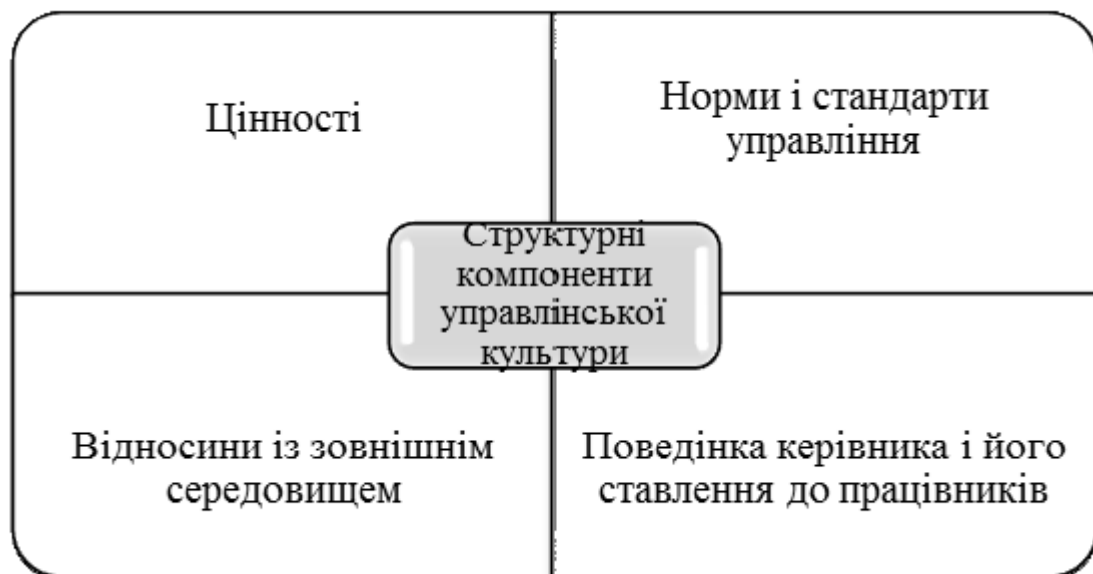 Цінності
Норми і стандарти
управління
Структурні
компоненти
управлінської
культури
Відносини із зовнішнім
середовищем
Поведінка керівника і його
ставлення до працівників